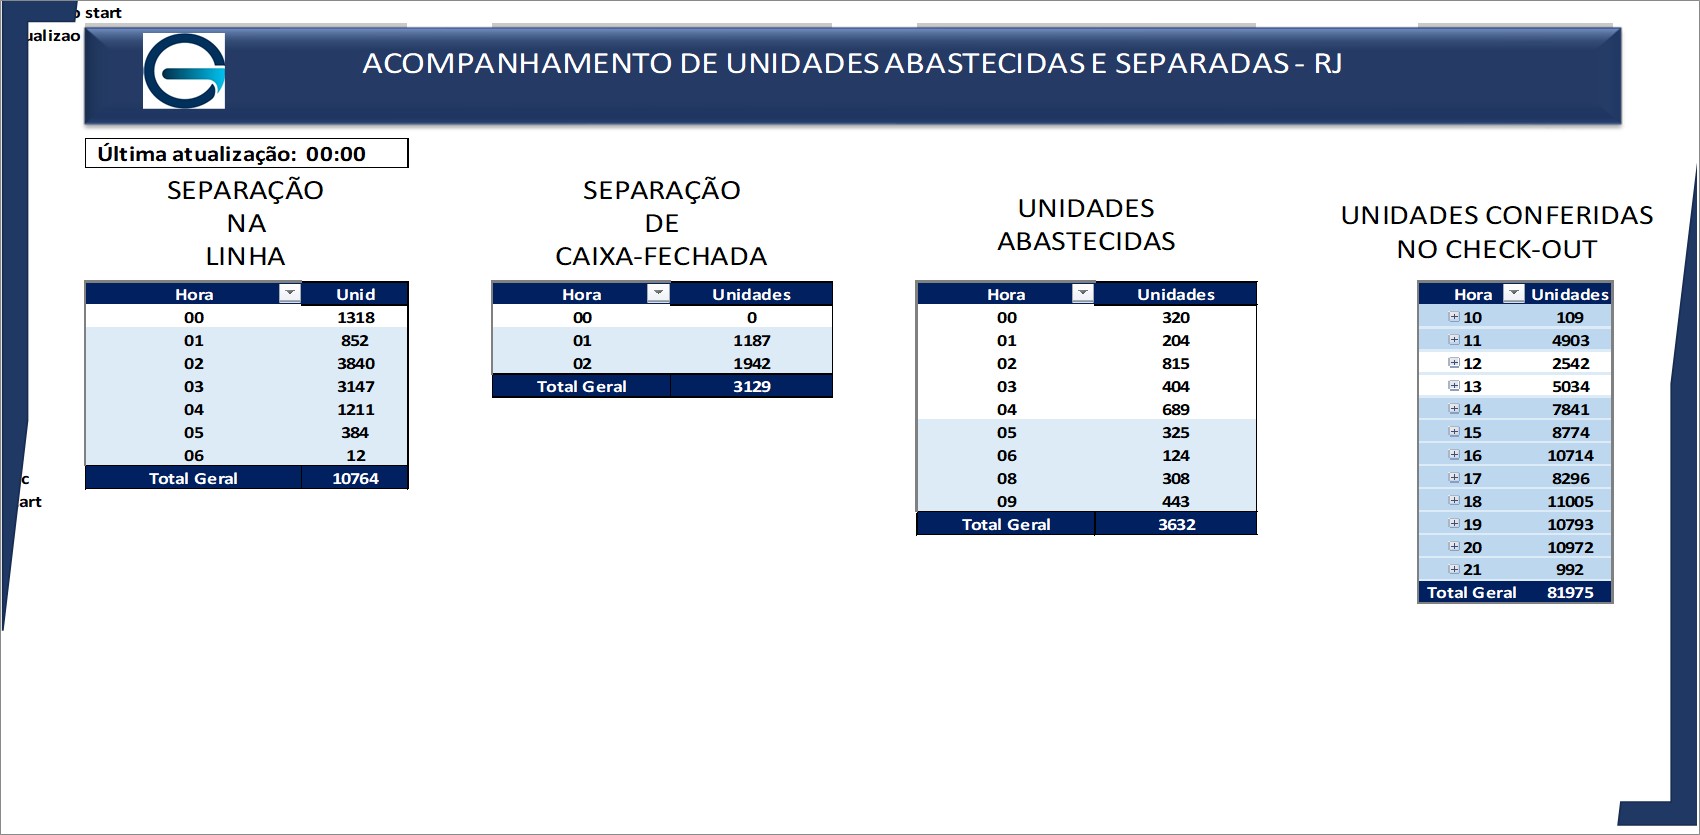 start
ualizao
ACOMPANHAMENTO DE UNIDADES ABASTECIDAS E SEPARADAS - RJ
Última atualização: 00:00
SEPARAÇÃO
NA
LINHA
Hora Unid
00 1318
01 852
02 3840
03 3147
04 1211
05 384
06 12
Total Geral 10764
SEPARAÇÃO
DE
CAIXA-FECHADA
Hora Unidades
00 0
01 1187
02 1942
Total Geral 3129
UNIDADES
ABASTECIDAS
Hora Unidades
00 320
01 204
02 815
03 404
04 689
05 325
06 124
08 308
09 443
Total Geral 3632
UNIDADES CONFERIDAS
NO CHECK-OUT
Hora Unidades
10 109
11 4903
12 2542
13 5034
14 7841
15 8774
16 10714
17 8296
18 11005
19 10793
20 10972
21 992
Total Geral 81975
c
art